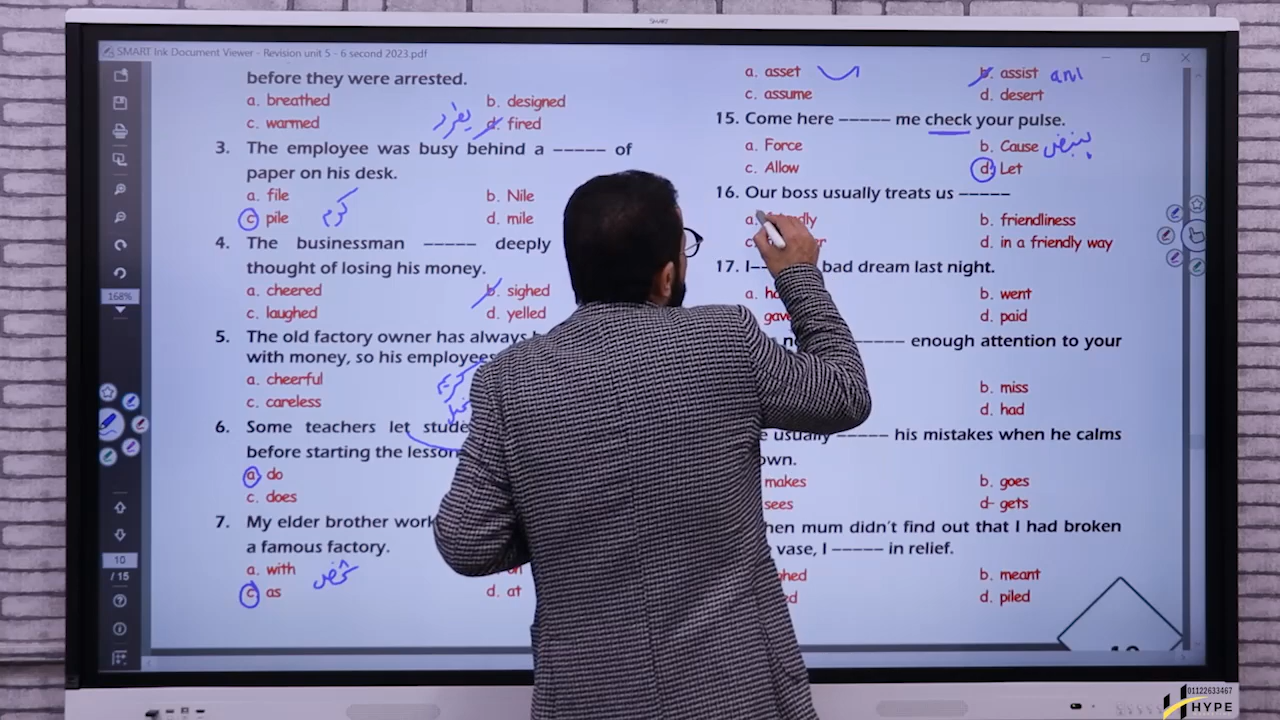 SMART
SMART Ink Document Viewer - Revision unit 5 - 6 second 2023.pdf
before they were arrested.
a. breathed b. designed
c. warmed d. fired
يفرد
3. The employee was busy behind a ----- of
paper on his desk.
a. file b. Nile
c. pile d. mile
4. The businessman ----- deeply
thought of losing his money.
a. cheered b. sighed
c. laughed d. yelled
5. The old factory owner has always
with money, so his employees
a. cheerful
c. careless
6. Some teachers let
before starting the lesson
a. do
c. does
7. My elder brother
a famous factory.
a. with
c. as d. at
168%
10
/ 15
a. asset b. assist
c. assume d. desert
15. Come here ----- me check your pulse.
a. Force b. Cause
c. Allow d. Let
16. Our boss usually treats us -----
b. friendliness
d. in a friendly way
17. I bad dream last night.
b. went
d. paid
----- enough attention to your
b. miss
d. had
usually ----- his mistakes when he calms
makes b. goes
sees d- gets
mum didn't find out that I had broken
vase, I ----- in relief.
b. meant
d. piled
01122633467
HYPE